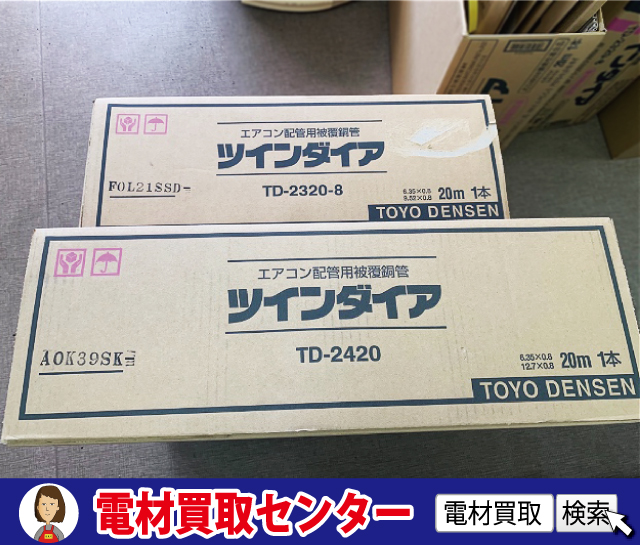 エアコン配管用被覆銅管
ツインダイア
FOL21SSD-
TD-2320-8
6.35×0.8
9.52×0.8
20m 1本
TOYO DENSEN
エアコン配管用被覆銅管
ツインダイア
AOK39SK-
TD-2420
6.35×0.8
12.7×0.8
20m 1本
TOYO DENSEN
電材買取センター
電材買取 検索